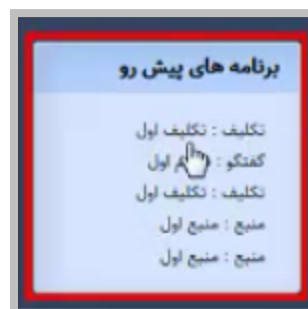 برنامه های پیش رو
تکلیف : تکلیف اول
گفتگو : اول
تکلیف : تکلیف اول
منبع : منبع اول
منبع : منبع اول